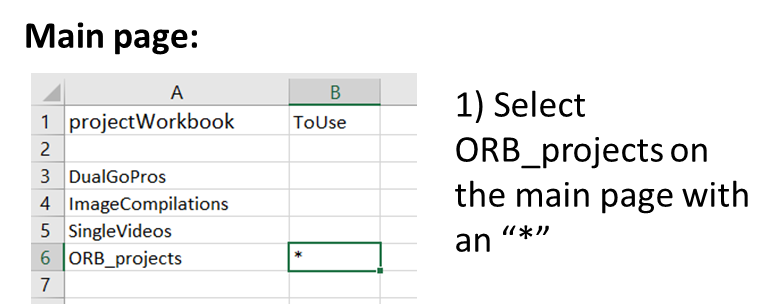 Main page:
A B
1 projectWorkbook ToUse
2
3 DualGoPros
4 ImageCompilations
5 SingleVideos
6 ORB_projects *
7
1) Select
ORB_projects on
the main page with
an “*”